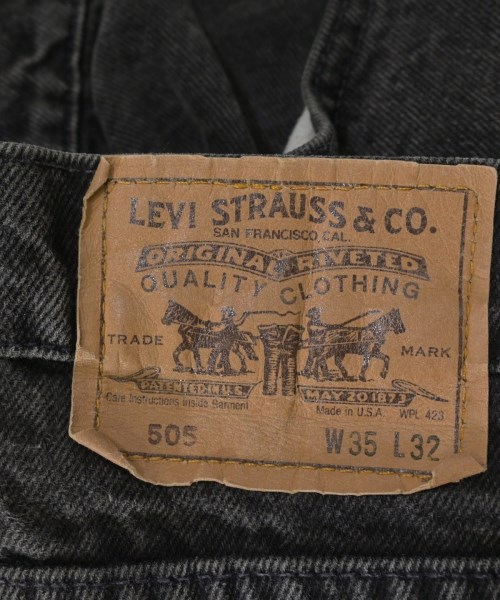 LEVI STRAUSS & CO.
SAN FRANCISCO, CAL.
ORIGINAL RIVETED
QUALITY CLOTHING
TRADE MARK
PATENTED IN U.S. MAY 20 1873
Care Instructions Inside Garment Made in U.S.A. WPL 423
505 W35 L32